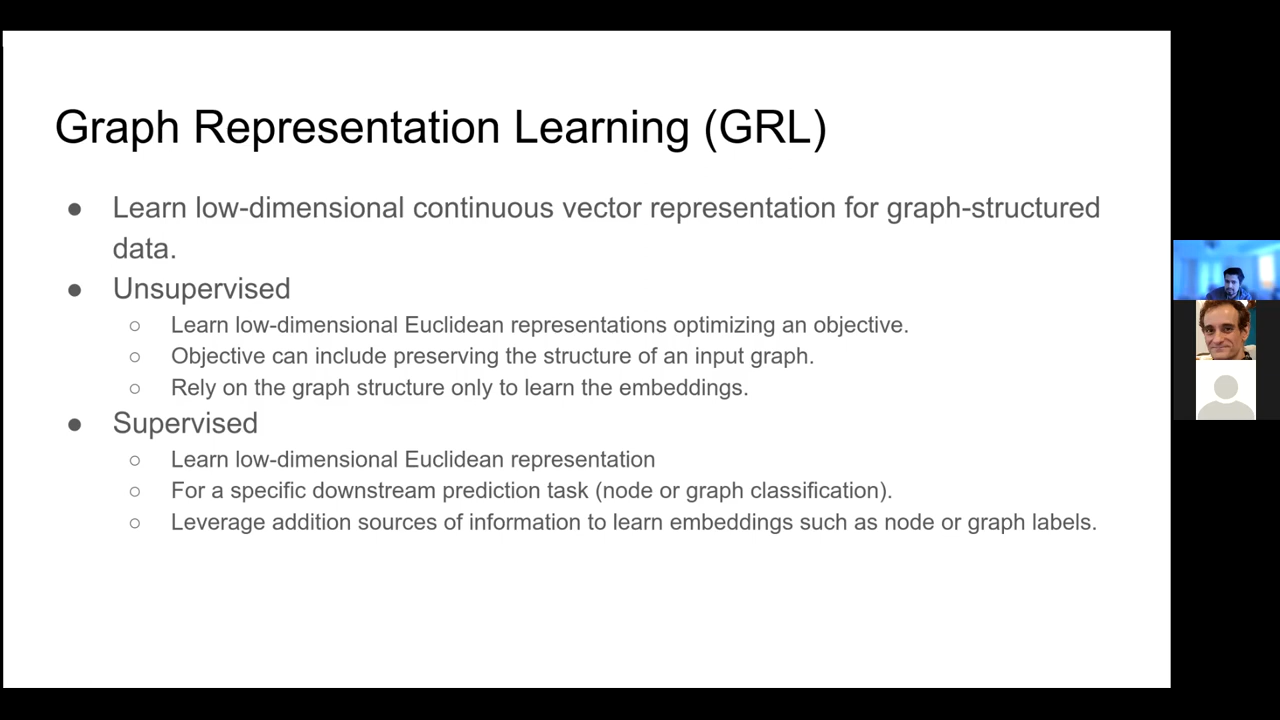 Graph Representation Learning (GRL)
● Learn low-dimensional continuous vector representation for graph-structured
data.
● Unsupervised
○ Learn low-dimensional Euclidean representations optimizing an objective.
○ Objective can include preserving the structure of an input graph.
○ Rely on the graph structure only to learn the embeddings.
● Supervised
○ Learn low-dimensional Euclidean representation
○ For a specific downstream prediction task (node or graph classification).
○ Leverage addition sources of information to learn embeddings such as node or graph labels.